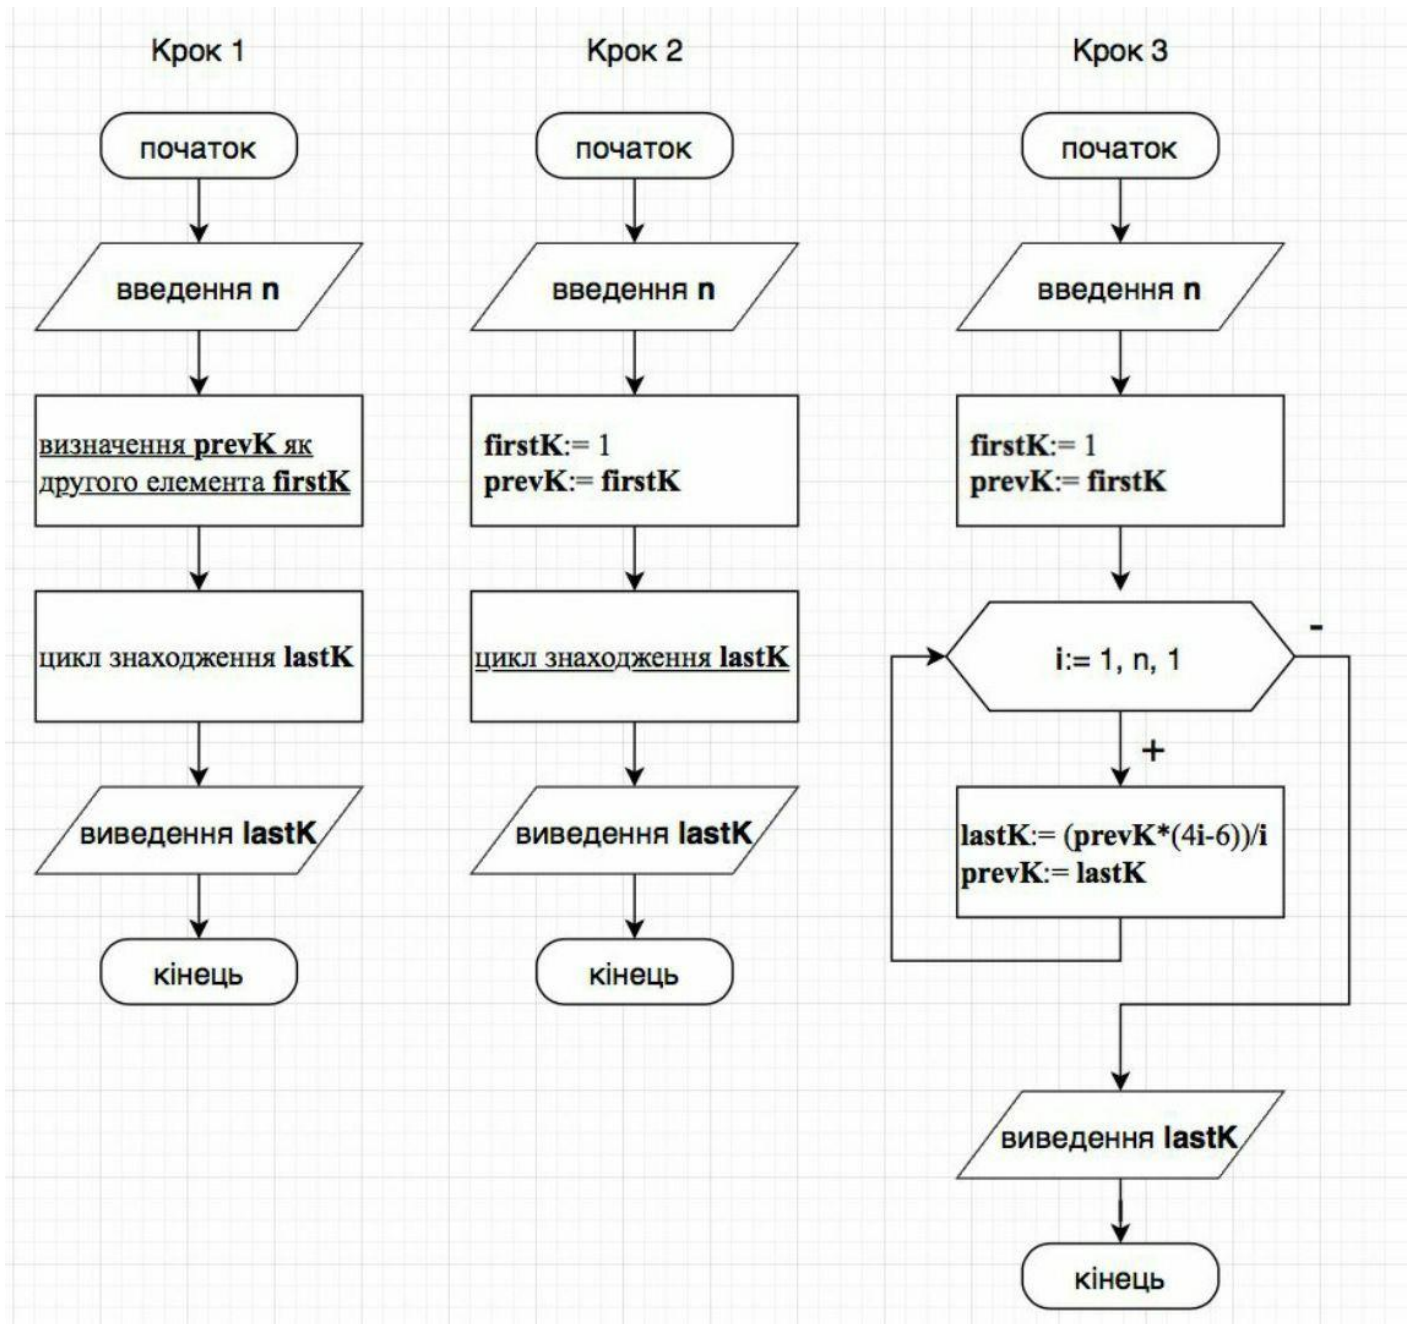 Крок 1
початок
введення n
визначення prevK як
другого елемента firstK
цикл знаходження lastK
виведення lastK
кінець
Крок 2
початок
введення n
firstK:= 1
prevK:= firstK
цикл знаходження lastK
виведення lastK
кінець
Крок 3
початок
введення n
firstK:= 1
prevK:= firstK
i:= 1, n, 1
-
+
lastK:= (prevK*(4i-6))/i
prevK:= lastK
виведення lastK
кінець